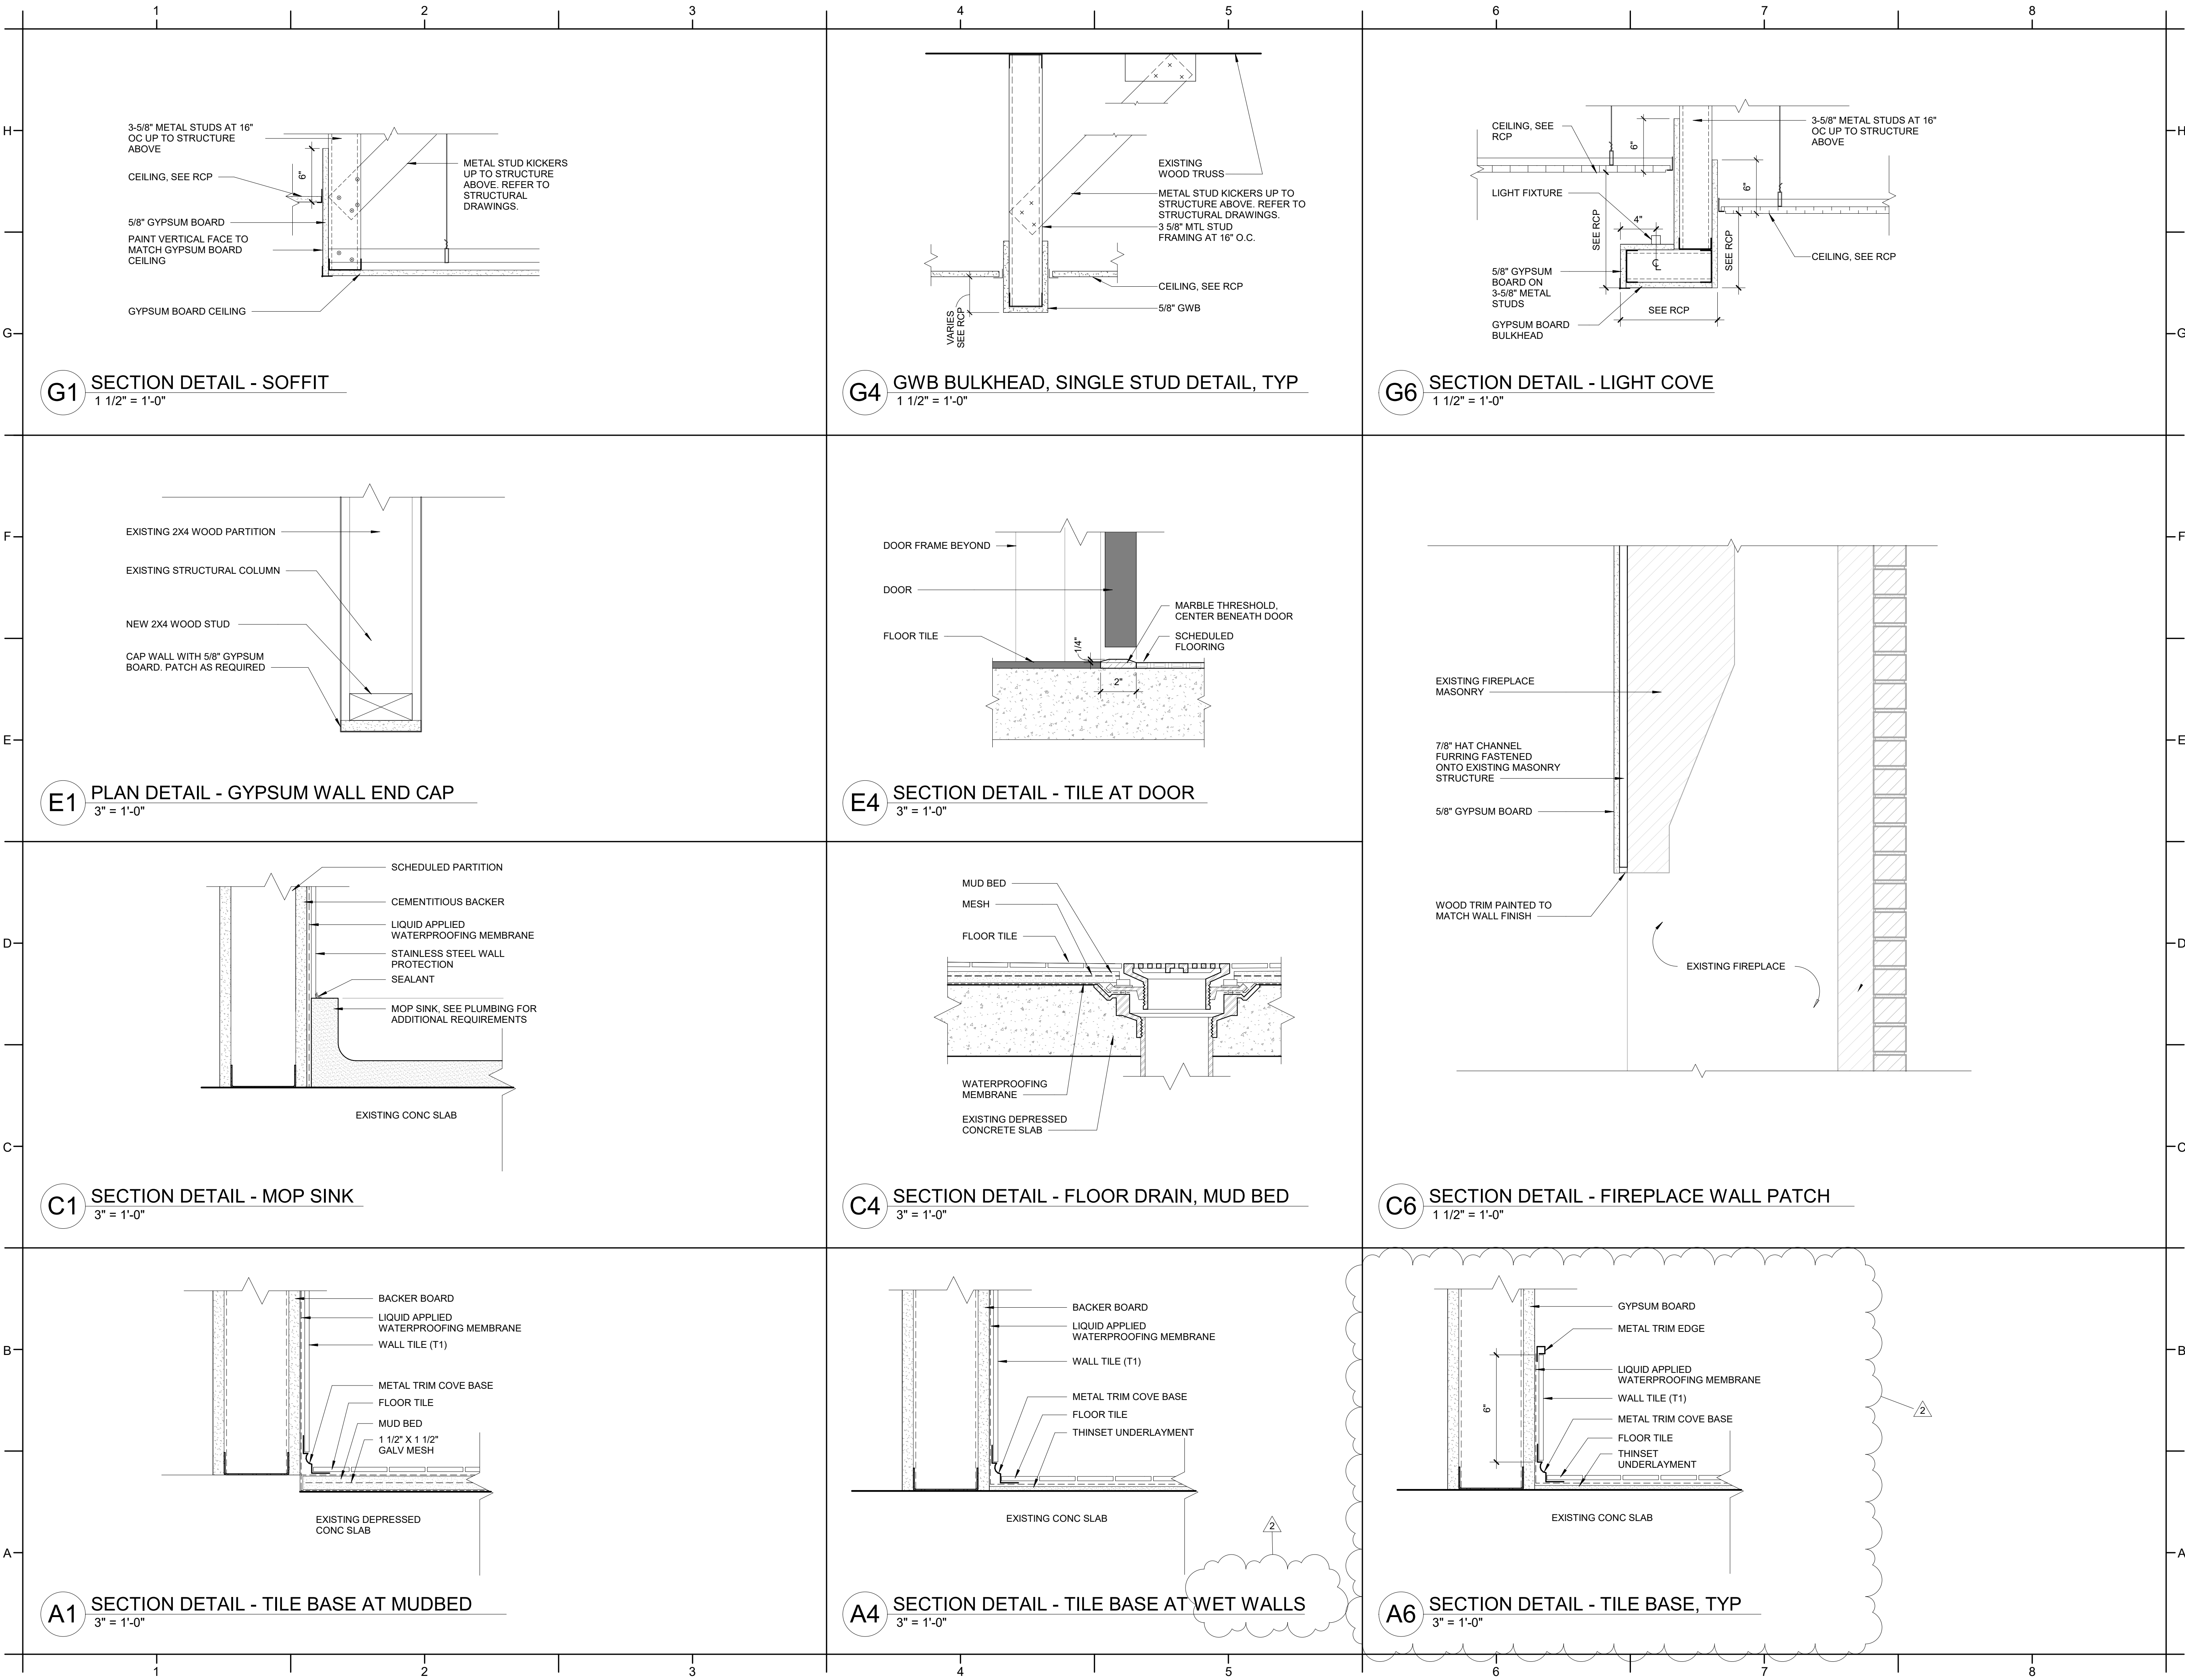 1 2 3 4 5 6 7 8
H
H
3-5/8" METAL STUDS AT 16"
OC UP TO STRUCTURE
ABOVE
CEILING, SEE RCP
5/8" GYPSUM BOARD
PAINT VERTICAL FACE TO
MATCH GYPSUM BOARD
CEILING
GYPSUM BOARD CEILING
6"
METAL STUD KICKERS
UP TO STRUCTURE
ABOVE. REFER TO
STRUCTURAL
DRAWINGS.
G1 SECTION DETAIL - SOFFIT
1 1/2" = 1'-0"
EXISTING
WOOD TRUSS
METAL STUD KICKERS UP TO
STRUCTURE ABOVE. REFER TO
STRUCTURAL DRAWINGS.
3 5/8" MTL STUD
FRAMING AT 16" O.C.
CEILING, SEE RCP
5/8" GWB
VARIES
SEE RCP
G4 GWB BULKHEAD, SINGLE STUD DETAIL, TYP
1 1/2" = 1'-0"
CEILING, SEE
RCP
LIGHT FIXTURE
5/8" GYPSUM
BOARD ON
3-5/8" METAL
STUDS
GYPSUM BOARD
BULKHEAD
SEE RCP
4"
6"
6"
SEE RCP
SEE RCP
CL
3-5/8" METAL STUDS AT 16"
OC UP TO STRUCTURE
ABOVE
CEILING, SEE RCP
G6 SECTION DETAIL - LIGHT COVE
1 1/2" = 1'-0"
G
G
F
F
EXISTING 2X4 WOOD PARTITION
EXISTING STRUCTURAL COLUMN
NEW 2X4 WOOD STUD
CAP WALL WITH 5/8" GYPSUM
BOARD. PATCH AS REQUIRED
E1 PLAN DETAIL - GYPSUM WALL END CAP
3" = 1'-0"
DOOR FRAME BEYOND
DOOR
FLOOR TILE
1/4"
2"
MARBLE THRESHOLD,
CENTER BENEATH DOOR
SCHEDULED
FLOORING
E4 SECTION DETAIL - TILE AT DOOR
3" = 1'-0"
E
E
EXISTING FIREPLACE
MASONRY
7/8" HAT CHANNEL
FURRING FASTENED
ONTO EXISTING MASONRY
STRUCTURE
5/8" GYPSUM BOARD
WOOD TRIM PAINTED TO
MATCH WALL FINISH
EXISTING FIREPLACE
C6 SECTION DETAIL - FIREPLACE WALL PATCH
1 1/2" = 1'-0"
D
D
SCHEDULED PARTITION
CEMENTITIOUS BACKER
LIQUID APPLIED
WATERPROOFING MEMBRANE
STAINLESS STEEL WALL
PROTECTION
SEALANT
MOP SINK, SEE PLUMBING FOR
ADDITIONAL REQUIREMENTS
EXISTING CONC SLAB
C1 SECTION DETAIL - MOP SINK
3" = 1'-0"
MUD BED
MESH
FLOOR TILE
WATERPROOFING
MEMBRANE
EXISTING DEPRESSED
CONCRETE SLAB
C4 SECTION DETAIL - FLOOR DRAIN, MUD BED
3" = 1'-0"
C
C
B
B
BACKER BOARD
LIQUID APPLIED
WATERPROOFING MEMBRANE
WALL TILE (T1)
METAL TRIM COVE BASE
FLOOR TILE
MUD BED
1 1/2" X 1 1/2"
GALV MESH
EXISTING DEPRESSED
CONC SLAB
A1 SECTION DETAIL - TILE BASE AT MUDBED
3" = 1'-0"
BACKER BOARD
LIQUID APPLIED
WATERPROOFING MEMBRANE
WALL TILE (T1)
METAL TRIM COVE BASE
FLOOR TILE
THINSET UNDERLAYMENT
EXISTING CONC SLAB
2
A4 SECTION DETAIL - TILE BASE AT WET WALLS
3" = 1'-0"
GYPSUM BOARD
METAL TRIM EDGE
LIQUID APPLIED
WATERPROOFING MEMBRANE
WALL TILE (T1)
METAL TRIM COVE BASE
FLOOR TILE
THINSET
UNDERLAYMENT
6"
EXISTING CONC SLAB
2
A6 SECTION DETAIL - TILE BASE, TYP
3" = 1'-0"
A
A
1 2 3 4 5 6 7 8